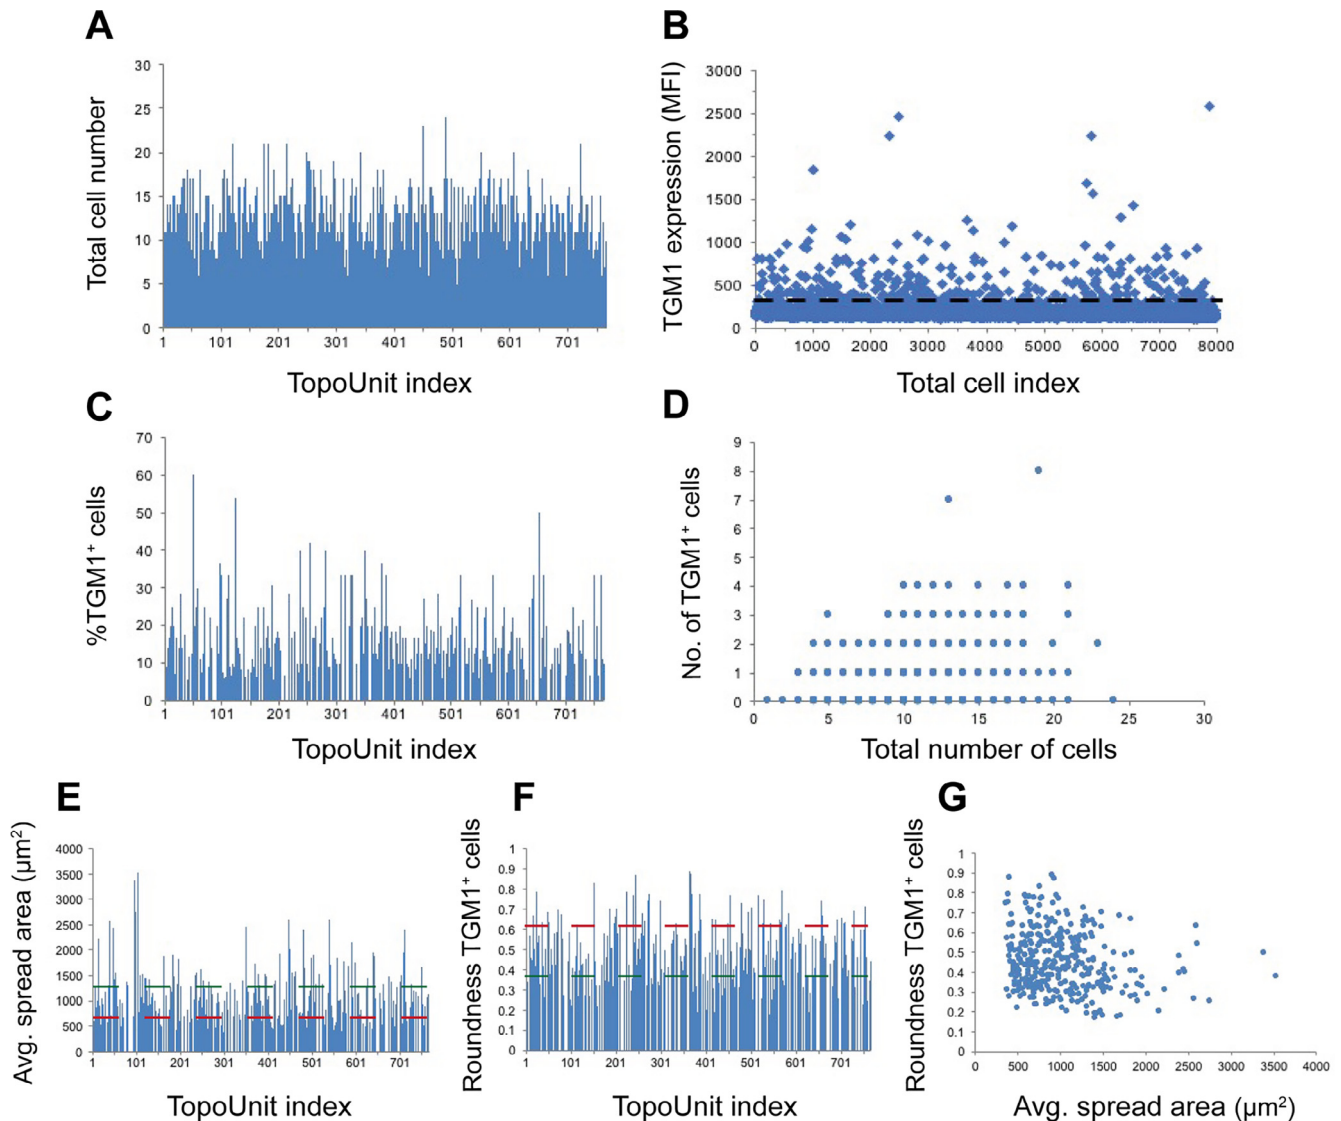 A
Total cell number
30
25
20
15
10
5
0
1 101 201 301 401 501 601 701
TopoUnit index
B
TGM1 expression (MFI)
3000
2500
2000
1500
1000
500
0
0 1000 2000 3000 4000 5000 6000 7000 8000
Total cell index
C
%TGM1⁺ cells
70
60
50
40
30
20
10
0
1 101 201 301 401 501 601 701
TopoUnit index
D
No. of TGM1⁺ cells
9
8
7
6
5
4
3
2
1
0
0 5 10 15 20 25 30
Total number of cells
E
Avg. spread area (μm²)
4000
3500
3000
2500
2000
1500
1000
500
0
1 101 201 301 401 501 601 701
TopoUnit index
F
Roundness TGM1⁺ cells
1
0.9
0.8
0.7
0.6
0.5
0.4
0.3
0.2
0.1
0
1 101 201 301 401 501 601 701
TopoUnit index
G
Roundness TGM1⁺ cells
1
0.9
0.8
0.7
0.6
0.5
0.4
0.3
0.2
0.1
0
0 500 1000 1500 2000 2500 3000 3500 4000
Avg. spread area (μm²)